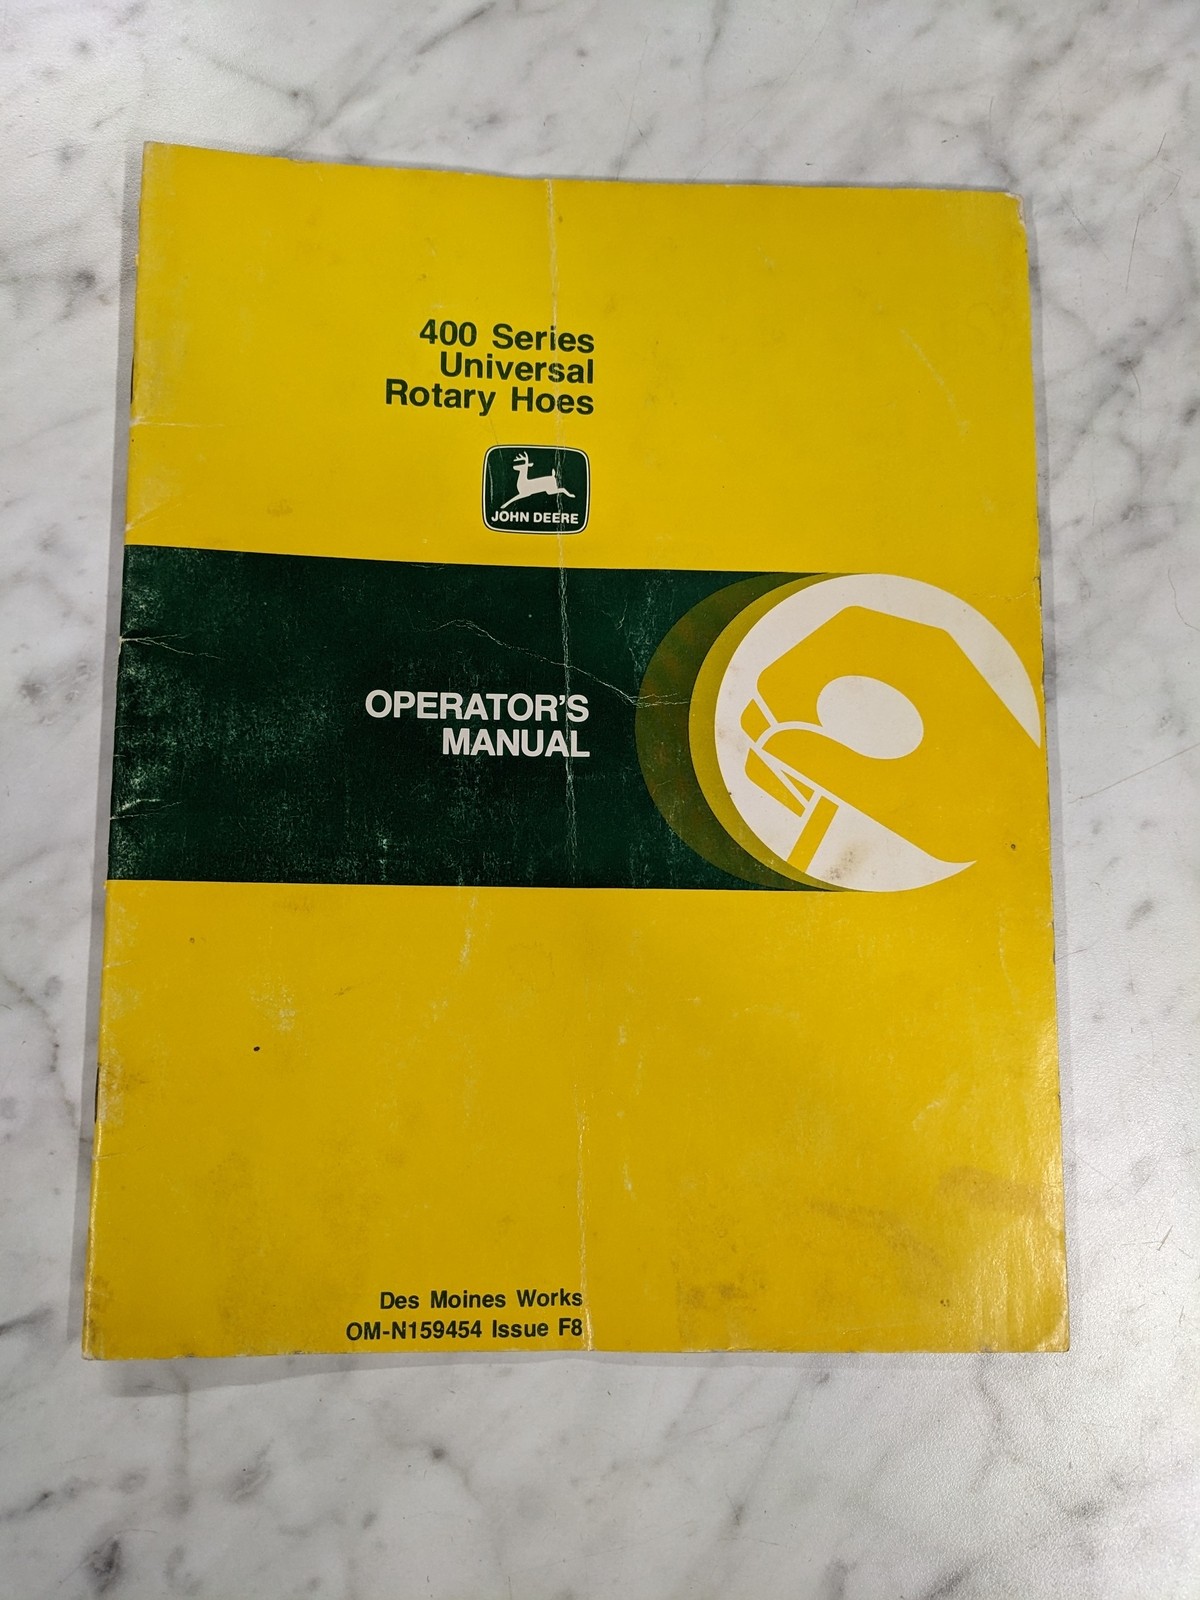 400 Series
Universal
Rotary Hoes
JOHN DEERE
OPERATOR'S
MANUAL
Des Moines Works
OM-N159454 Issue F8